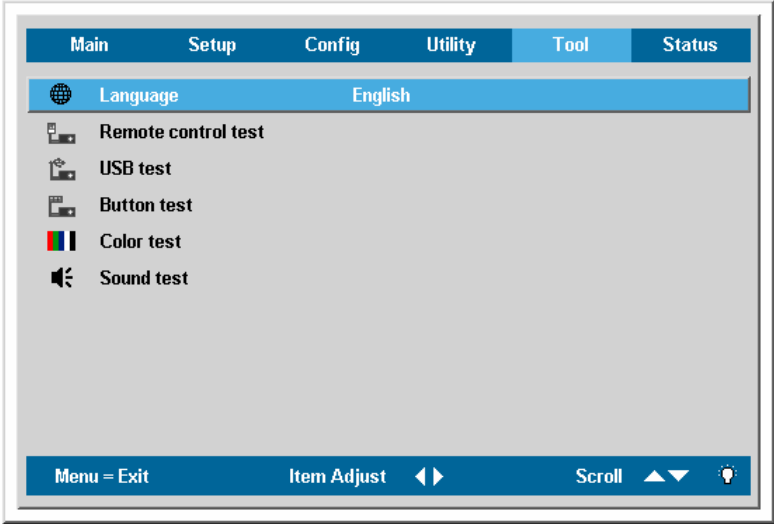 Main Setup Config Utility Tool Status
Language English
Remote control test
USB test
Button test
Color test
Sound test
Menu = Exit Item Adjust Scroll